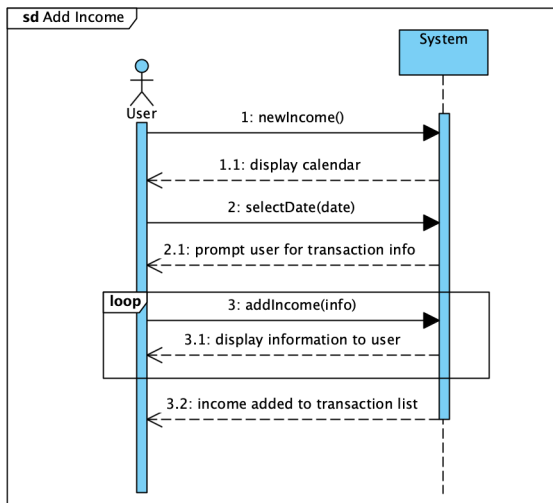 sd Add Income
System
User
1: newIncome()
1.1: display calendar
2: selectDate(date)
2.1: prompt user for transaction info
loop
3: addIncome(info)
3.1: display information to user
3.2: income added to transaction list